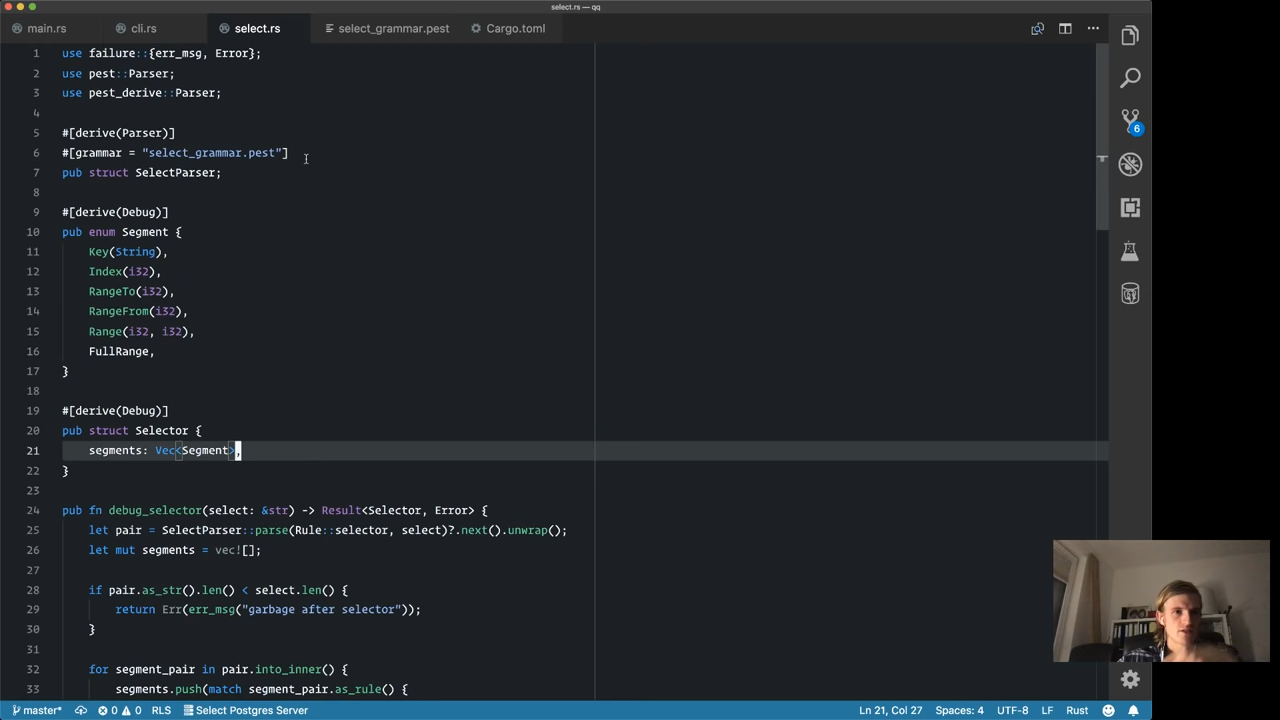 select.rs — qq
main.rs
cli.rs
select.rs
select_grammar.pest
Cargo.toml
1 use failure::{err_msg, Error};
2 use pest::Parser;
3 use pest_derive::Parser;
4
5 #[derive(Parser)]
6 #[grammar = "select_grammar.pest"]
7 pub struct SelectParser;
8
9 #[derive(Debug)]
10 pub enum Segment {
11 Key(String),
12 Index(i32),
13 RangeTo(i32),
14 RangeFrom(i32),
15 Range(i32, i32),
16 FullRange,
17 }
18
19 #[derive(Debug)]
20 pub struct Selector {
21 segments: Vec<Segment>,
22 }
23
24 pub fn debug_selector(select: &str) -> Result<Selector, Error> {
25 let pair = SelectParser::parse(Rule::selector, select)?.next().unwrap();
26 let mut segments = vec![];
27
28 if pair.as_str().len() < select.len() {
29 return Err(err_msg("garbage after selector"));
30 }
31
32 for segment_pair in pair.into_inner() {
33 segments.push(match segment_pair.as_rule() {
6
master* 0 0 RLS Select Postgres Server
Ln 21, Col 27 Spaces: 4 UTF-8 LF Rust